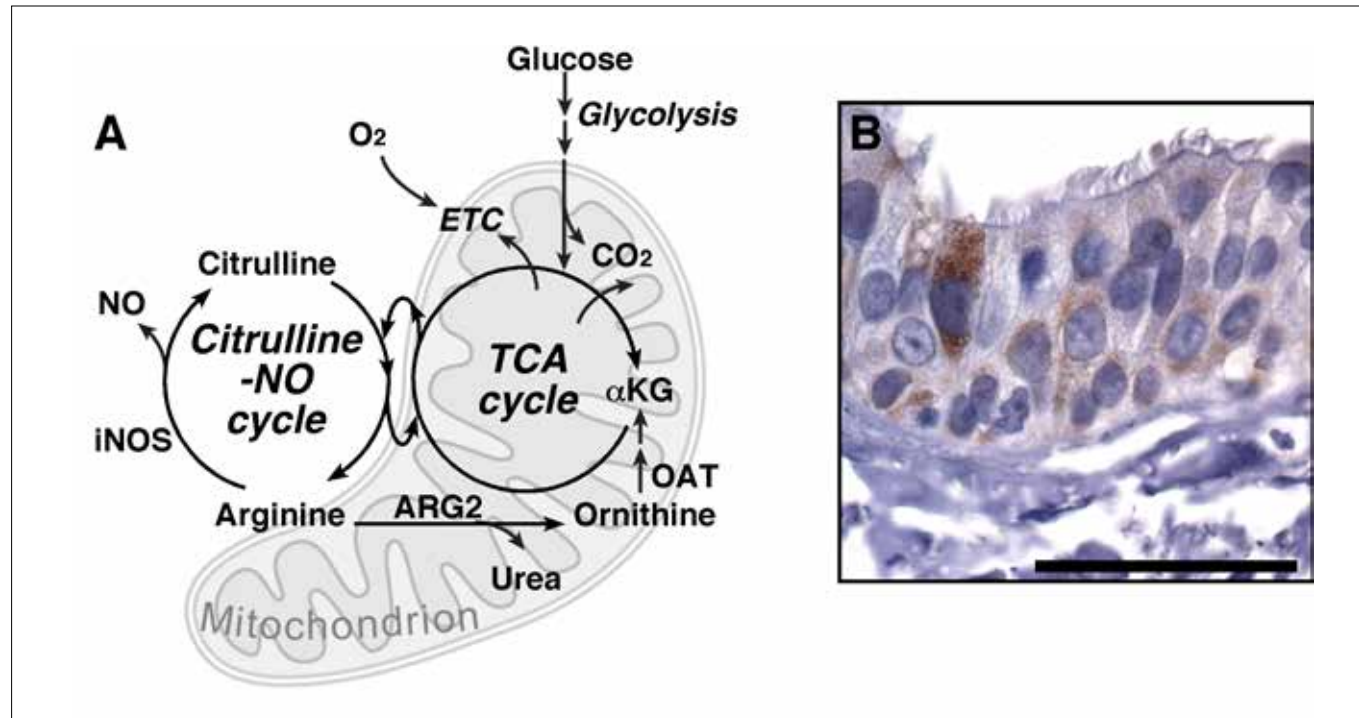 A
Glucose
Glycolysis
O2
ETC
CO2
Citrulline
NO
Citrulline
-NO
cycle
TCA
cycle
αKG
iNOS
OAT
Arginine
ARG2
Ornithine
Urea
Mitochondrion
B